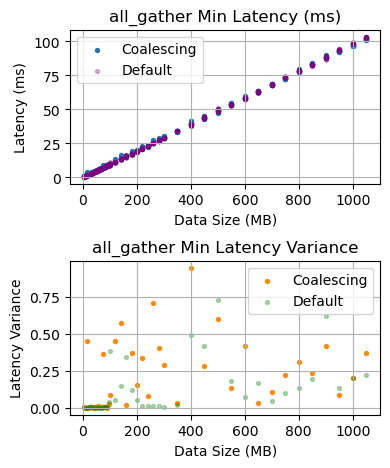 all_gather Min Latency (ms)
Latency (ms)
100
75
50
25
0
Coalescing
Default
0 200 400 600 800 1000
Data Size (MB)
all_gather Min Latency Variance
Latency Variance
0.75
0.50
0.25
0.00
Coalescing
Default
0 200 400 600 800 1000
Data Size (MB)